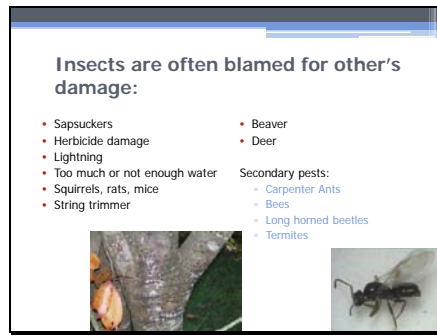 Insects are often blamed for other's
damage:
• Sapsuckers
• Herbicide damage
• Lightning
• Too much or not enough water
• Squirrels, rats, mice
• String trimmer
• Beaver
• Deer
Secondary pests:
▫ Carpenter Ants
▫ Bees
▫ Long horned beetles
▫ Termites